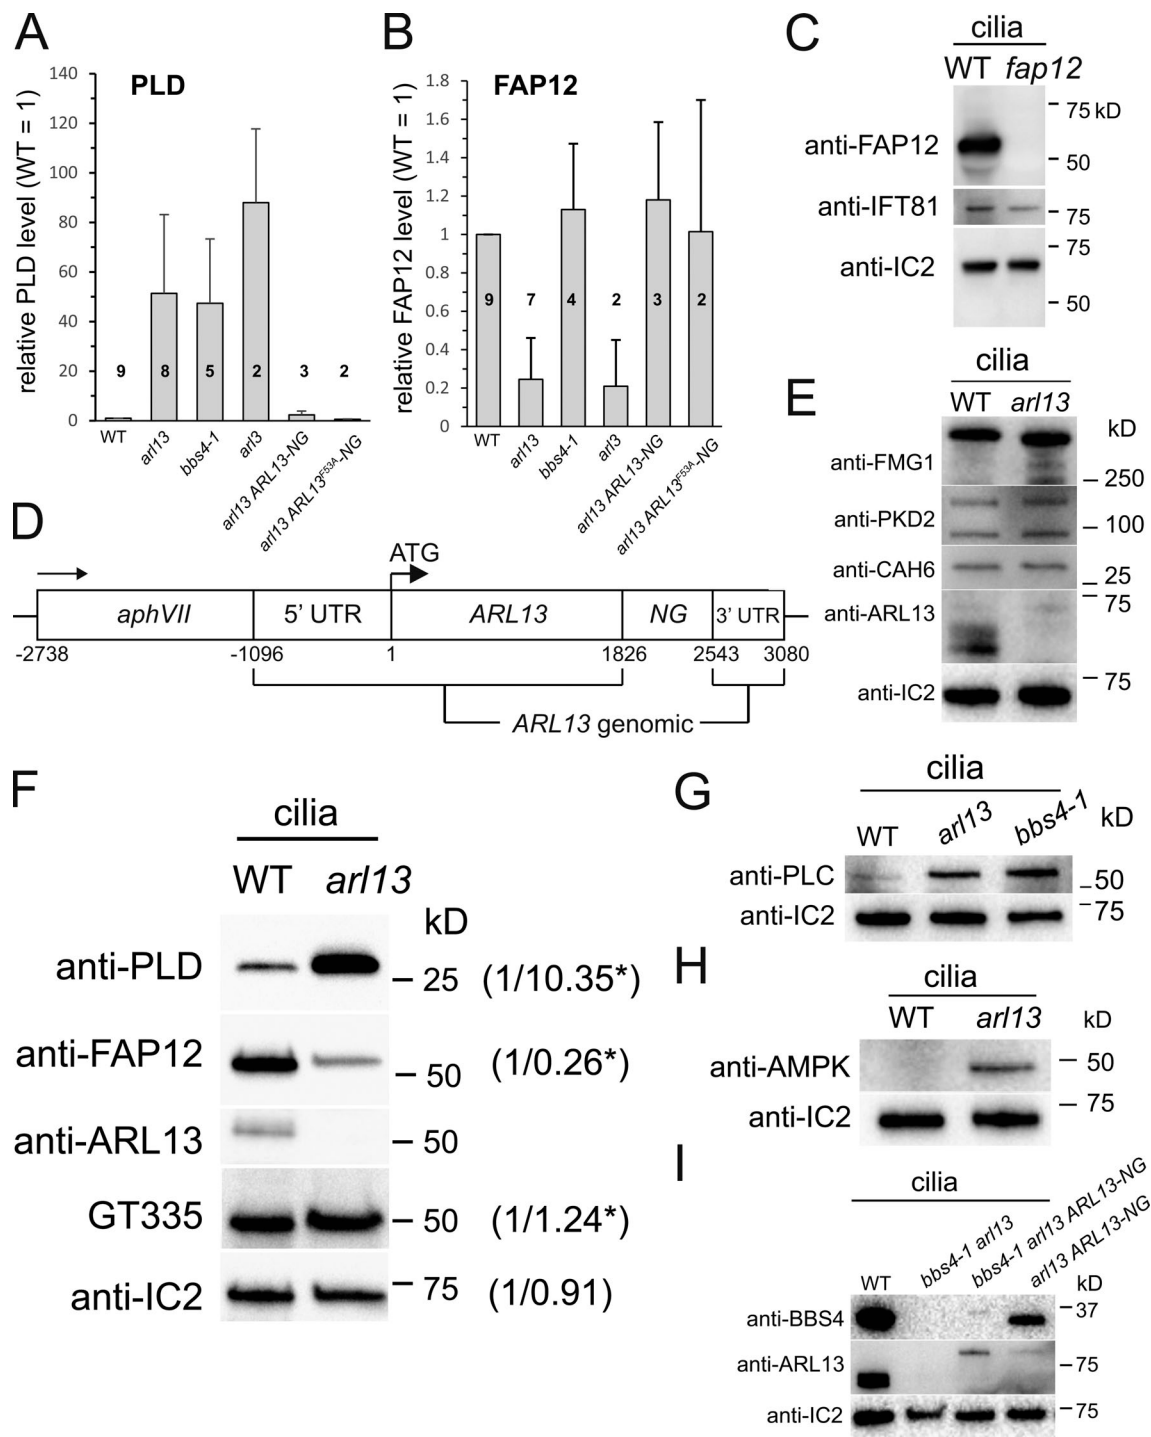 A
PLD
relative PLD level (WT = 1)
140
120
100
80
60
40
20
0
9
8
5
2
3
2
WT
arl13
bbs4-1
arl3
arl13 ARL13-NG
arl13 ARL13F53A-NG
B
FAP12
relative FAP12 level (WT = 1)
1.8
1.6
1.4
1.2
1
0.8
0.6
0.4
0.2
0
9
7
4
2
3
2
WT
arl13
bbs4-1
arl3
arl13 ARL13-NG
arl13 ARL13F53A-NG
C
cilia
WT fap12
anti-FAP12
75 kD
50
anti-IFT81
75
anti-IC2
75
50
D
ATG
aphVII
5' UTR
ARL13
NG
3' UTR
-2738
-1096
1
1826
2543
3080
ARL13 genomic
E
cilia
WT arl13
kD
anti-FMG1
250
anti-PKD2
100
anti-CAH6
25
anti-ARL13
75
anti-IC2
75
F
cilia
WT arl13
kD
anti-PLD
25 (1/10.35*)
anti-FAP12
50 (1/0.26*)
anti-ARL13
50
GT335
50 (1/1.24*)
anti-IC2
75 (1/0.91)
G
cilia
WT arl13 bbs4-1 kD
anti-PLC
50
anti-IC2
75
H
cilia
WT arl13 kD
anti-AMPK
50
anti-IC2
75
I
cilia
WT
bbs4-1 arl13
bbs4-1 arl13 ARL13-NG
arl13 ARL13-NG
kD
anti-BBS4
37
anti-ARL13
75
anti-IC2
75